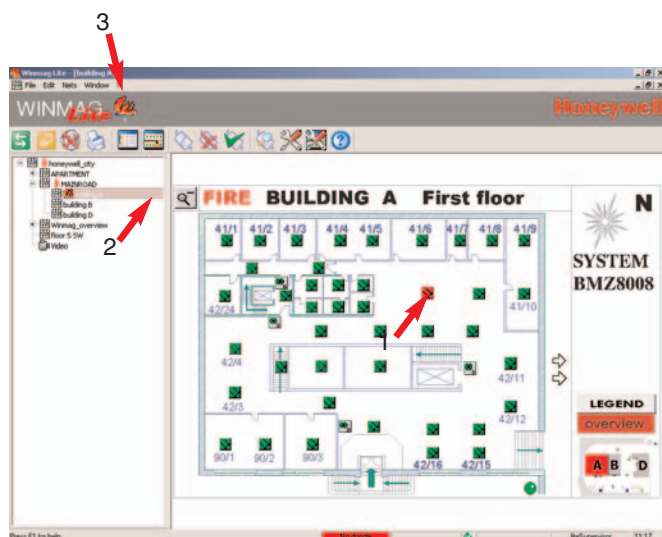 3
Winmag Lite - [building A
File Edit Nets Window
WINMAG Lite
Honeywell
honeywell_city
APARTMENT
MAINROAD
building B
building D
Winmag_overview
floor 5 SW
Video
2
FIRE BUILDING A First floor
N
41/1 41/2 41/3 41/4 41/5 41/6 41/7 41/8 41/9
SYSTEM
BMZ8008
42/24
41/10
1
42/4
42/11
42/3
42/12
LEGEND
overview
90/1 90/2 90/3 42/16 42/15
A B D
Press F1 for help
11:17